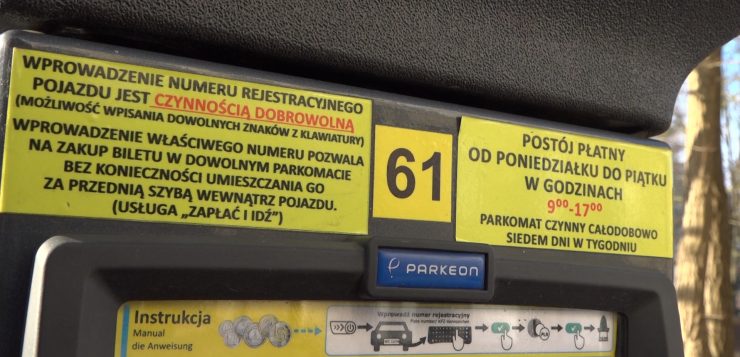 WPROWADZENIE NUMERU REJESTRACYJNEGO
POJAZDU JEST CZYNNOŚCIĄ DOBROWOLNĄ
(MOŻLIWOŚĆ WPISANIA DOWOLNYCH ZNAKÓW Z KLAWIATURY)
WPROWADZENIE WŁAŚCIWEGO NUMERU POZWALA
NA ZAKUP BILETU W DOWOLNYM PARKOMACIE
BEZ KONIECZNOŚCI UMIESZCZANIA GO
ZA PRZEDNIĄ SZYBĄ WEWNĄTRZ POJAZDU.
(USŁUGA „ZAPŁAĆ I IDŹ”)
61
POSTÓJ PŁATNY
OD PONIEDZIAŁKU DO PIĄTKU
W GODZINACH
9⁰⁰-17⁰⁰
PARKOMAT CZYNNY CAŁODOBOWO
SIEDEM DNI W TYGODNIU
PARKEON
Instrukcja
Manual
die Anweisung
Wprowadź numer rejestracyjny